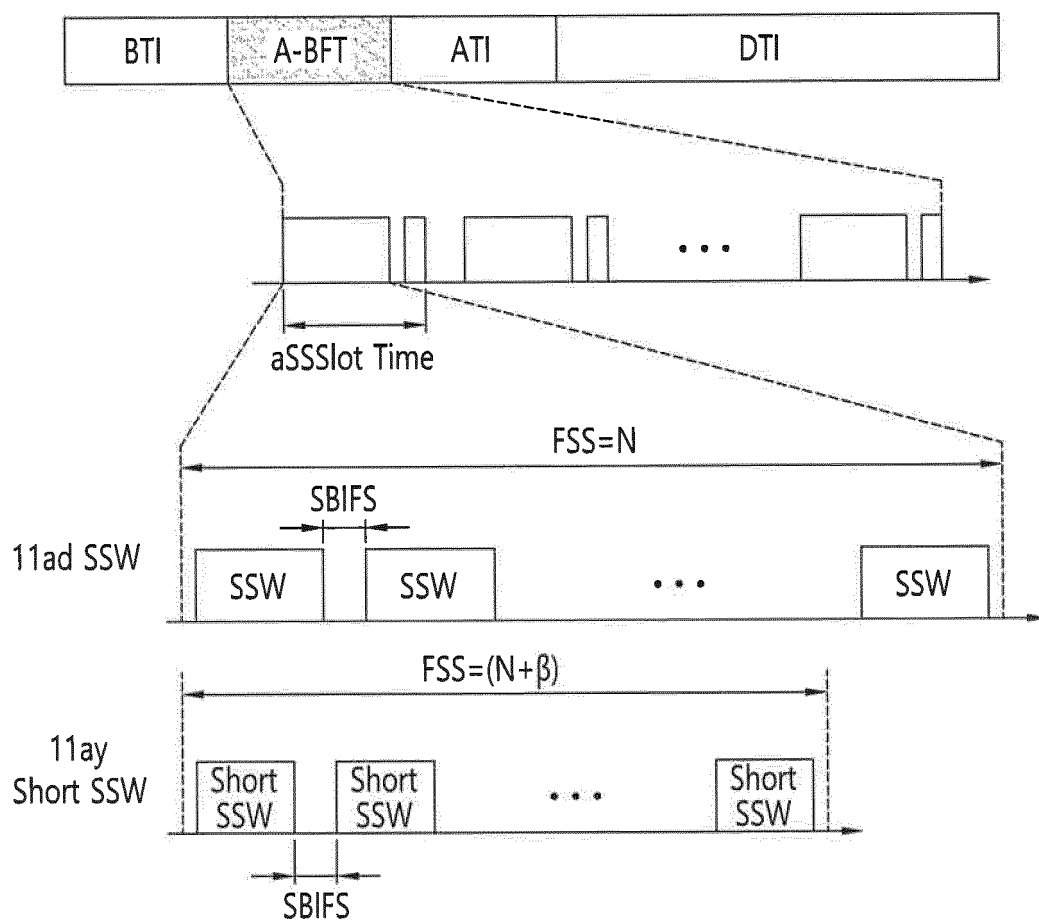 BTI
A-BFT
ATI
DTI
• • •
aSSSlot Time
FSS=N
SBIFS
11ad SSW
SSW
SSW
• • •
SSW
FSS=(N+β)
11ay
Short SSW
Short
SSW
Short
SSW
• • •
Short
SSW
SBIFS